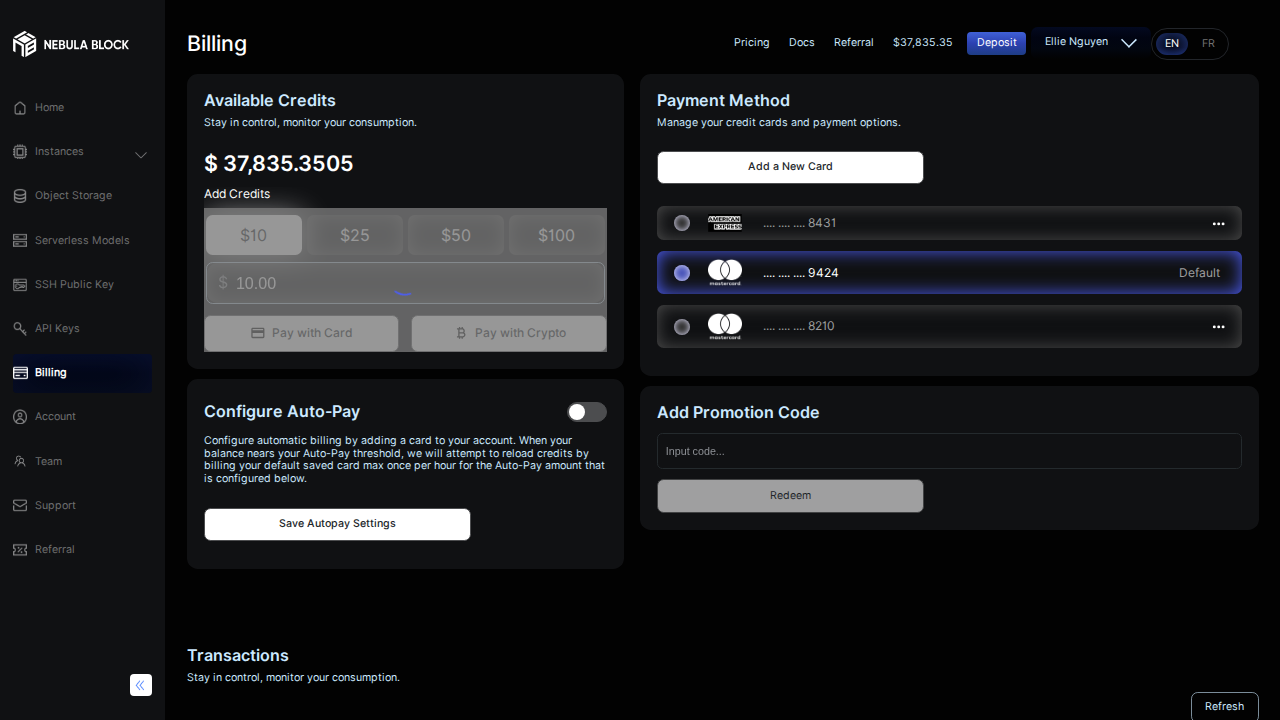 NEBULA BLOCK
Home
Instances
Object Storage
Serverless Models
SSH Public Key
API Keys
Billing
Account
Team
Support
Referral
Billing
Pricing
Docs
Referral
$37,835.35
Deposit
Ellie Nguyen
EN
FR
Available Credits
Stay in control, monitor your consumption.
$ 37,835.3505
Add Credits
$10
$25
$50
$100
$ 10.00
Pay with Card
Pay with Crypto
Configure Auto-Pay
Configure automatic billing by adding a card to your account. When your
balance nears your Auto-Pay threshold, we will attempt to reload credits by
billing your default saved card max once per hour for the Auto-Pay amount that
is configured below.
Save Autopay Settings
Payment Method
Manage your credit cards and payment options.
Add a New Card
AMERICAN
EXPRESS
.... .... .... 8431
mastercard
.... .... .... 9424
Default
mastercard
.... .... .... 8210
Add Promotion Code
Input code...
Redeem
Transactions
Stay in control, monitor your consumption.
Refresh